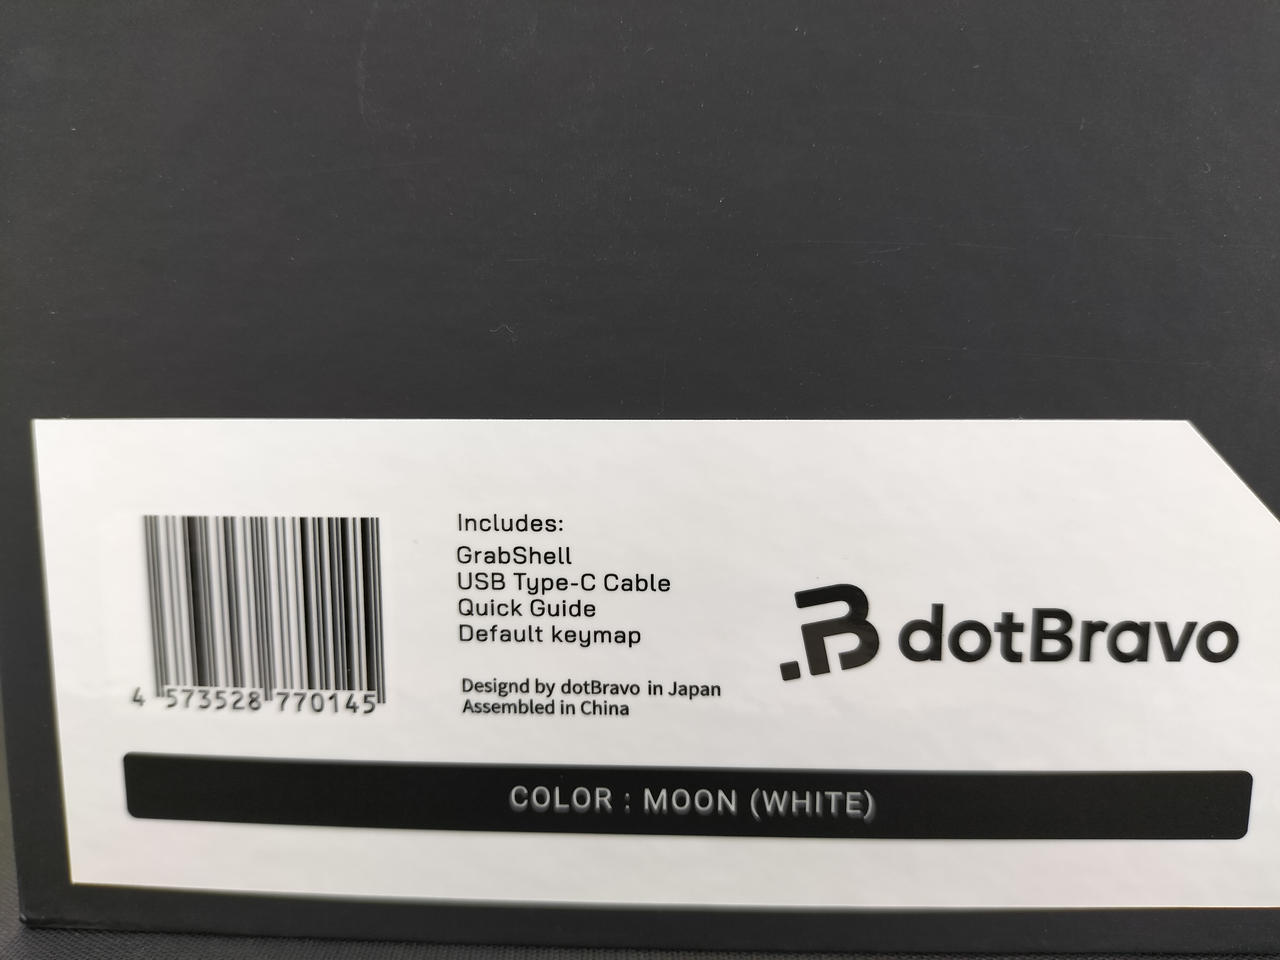 4 573528 770145
Includes:
GrabShell
USB Type-C Cable
Quick Guide
Default keymap
Designd by dotBravo in Japan
Assembled in China
.B dotBravo
COLOR : MOON (WHITE)